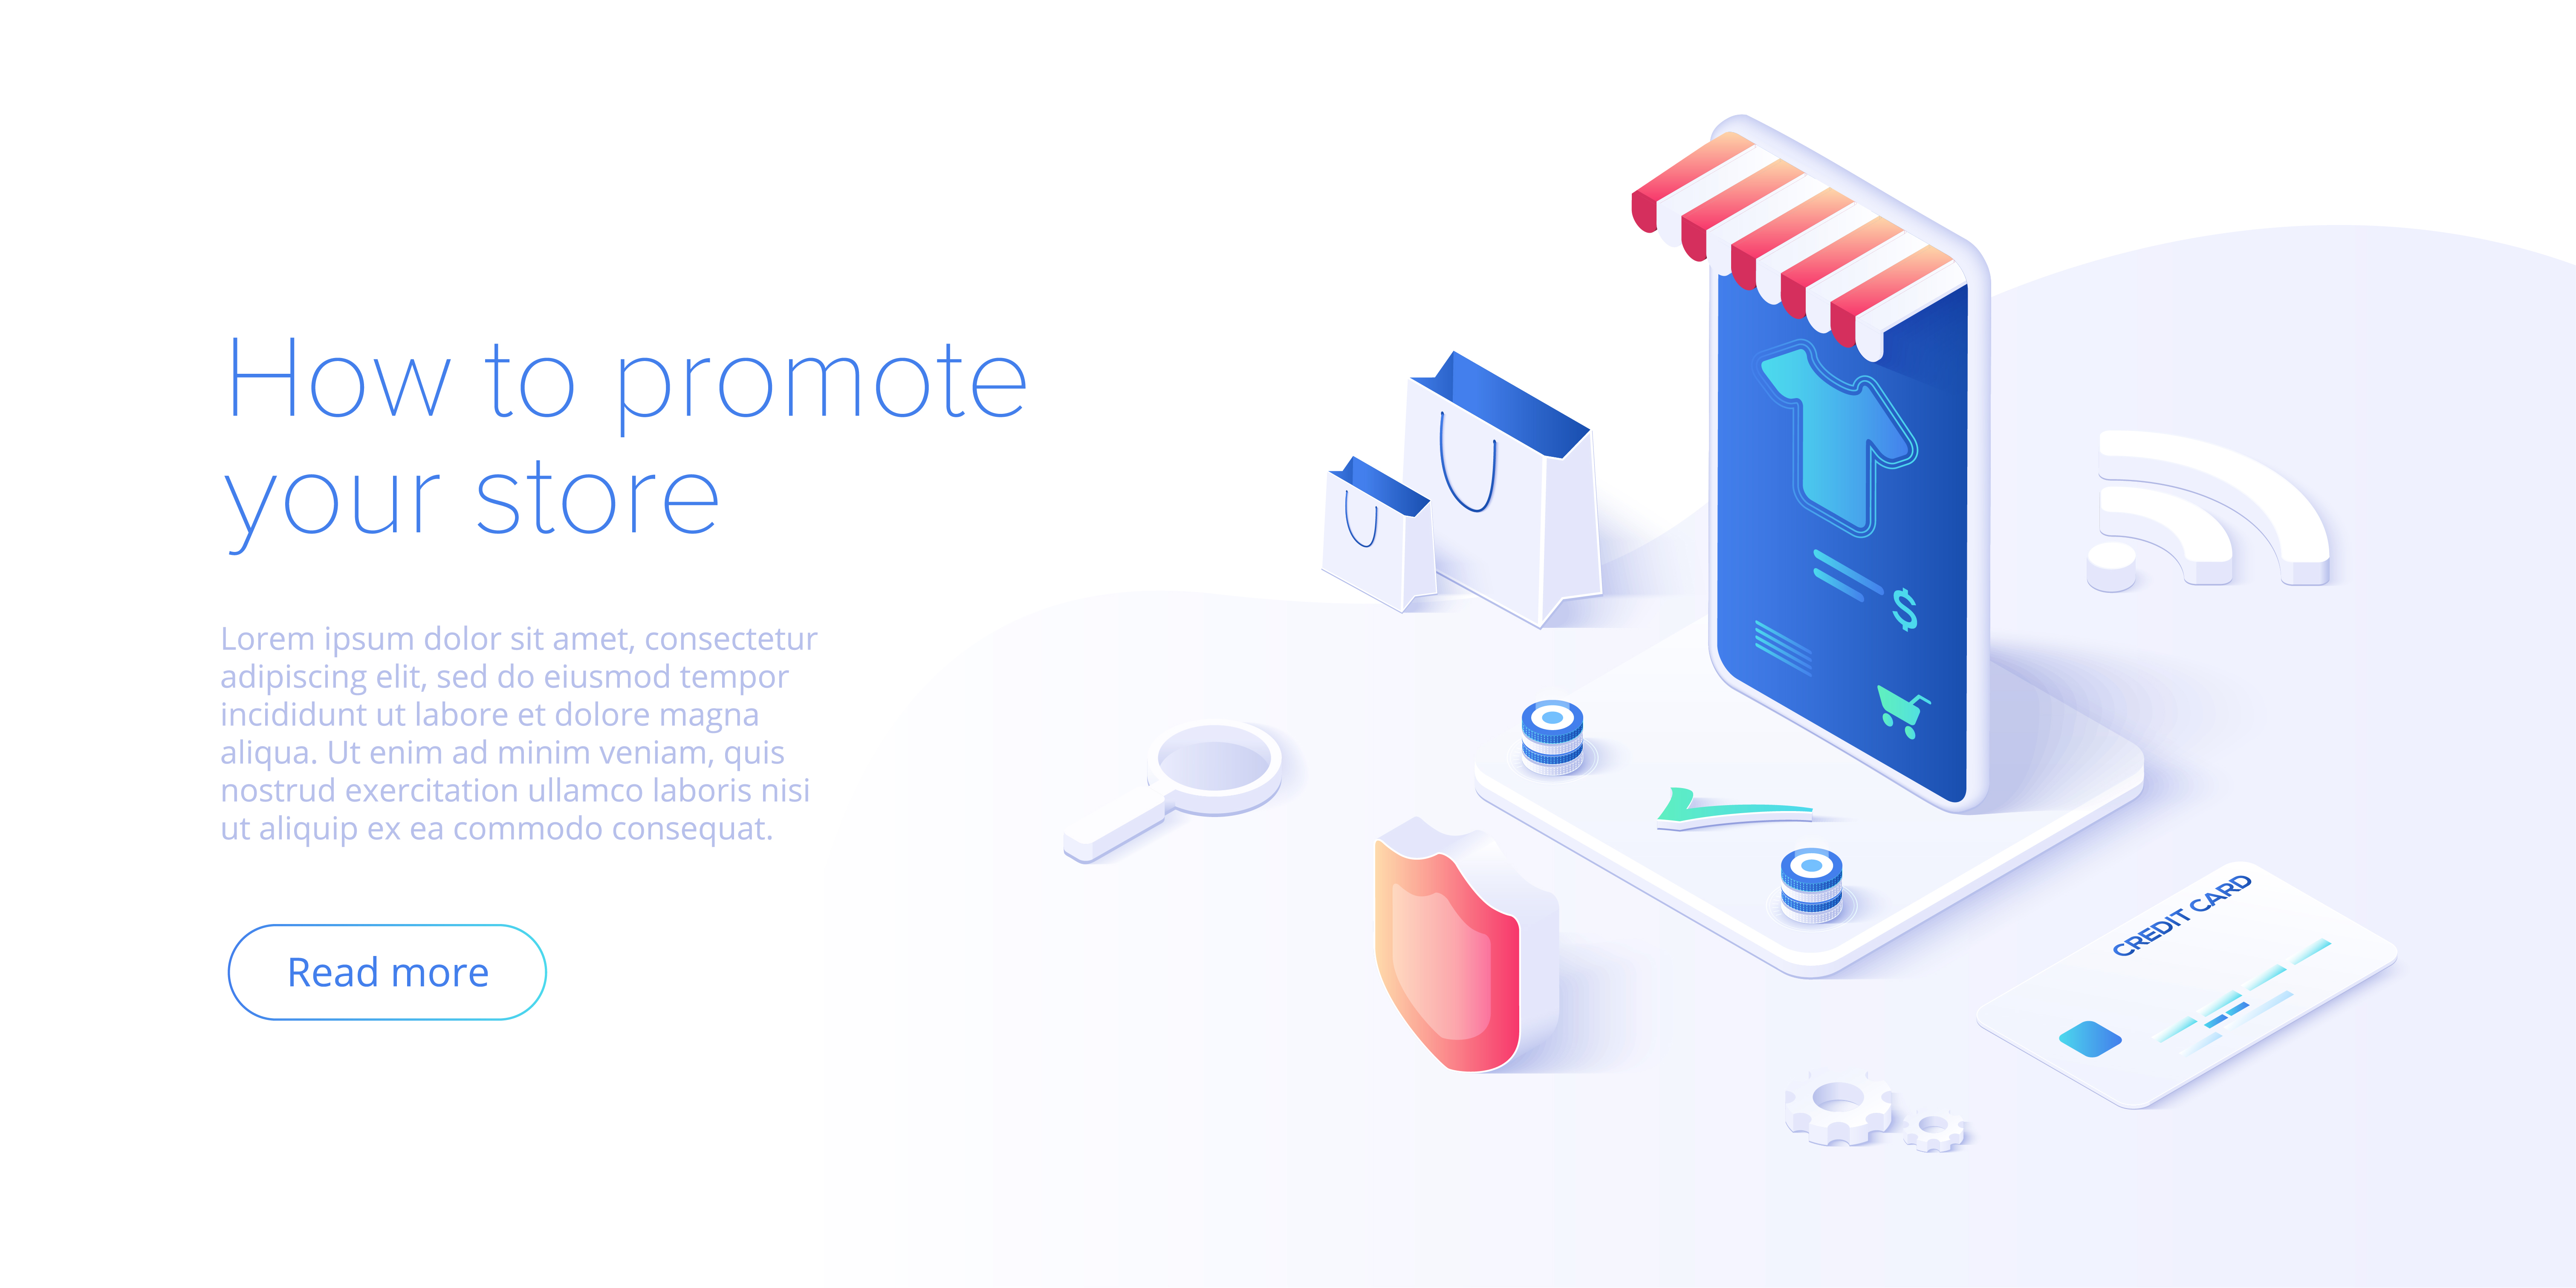 How to promote
your store
Lorem ipsum dolor sit amet, consectetur
adipiscing elit, sed do eiusmod tempor
incididunt ut labore et dolore magna
aliqua. Ut enim ad minim veniam, quis
nostrud exercitation ullamco laboris nisi
ut aliquip ex ea commodo consequat.
Read more
$
CREDIT CARD